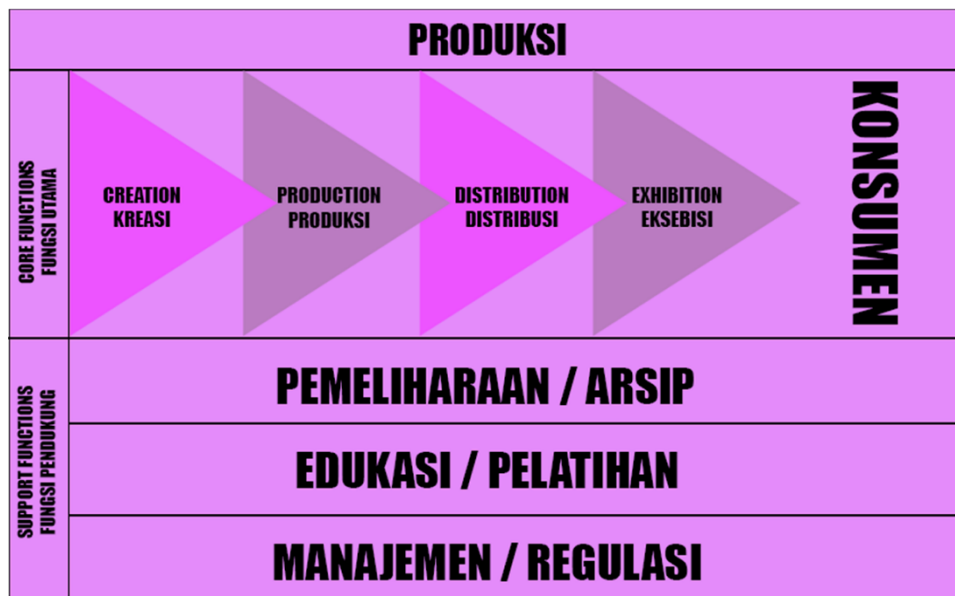 PRODUKSI
CORE FUNCTIONS
FUNGSI UTAMA
CREATION
KREASI
PRODUCTION
PRODUKSI
DISTRIBUTION
DISTRIBUSI
EXHIBITION
EKSEBISI
KONSUMEN
SUPPORT FUNCTIONS
FUNGSI PENDUKUNG
PEMELIHARAAN / ARSIP
EDUKASI / PELATIHAN
MANAJEMEN / REGULASI